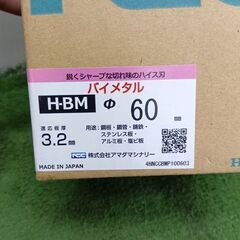 鋭くシャープな切れ味のハイス刃
バイメタル
H-BM Φ 60 mm
適応板厚
3.2mm
用途:鋼板・鋼管・鋳鉄・
ステンレス板・
アルミ板・塩ビ板
MADE IN JAPAN
株式会社アマダマシナリー